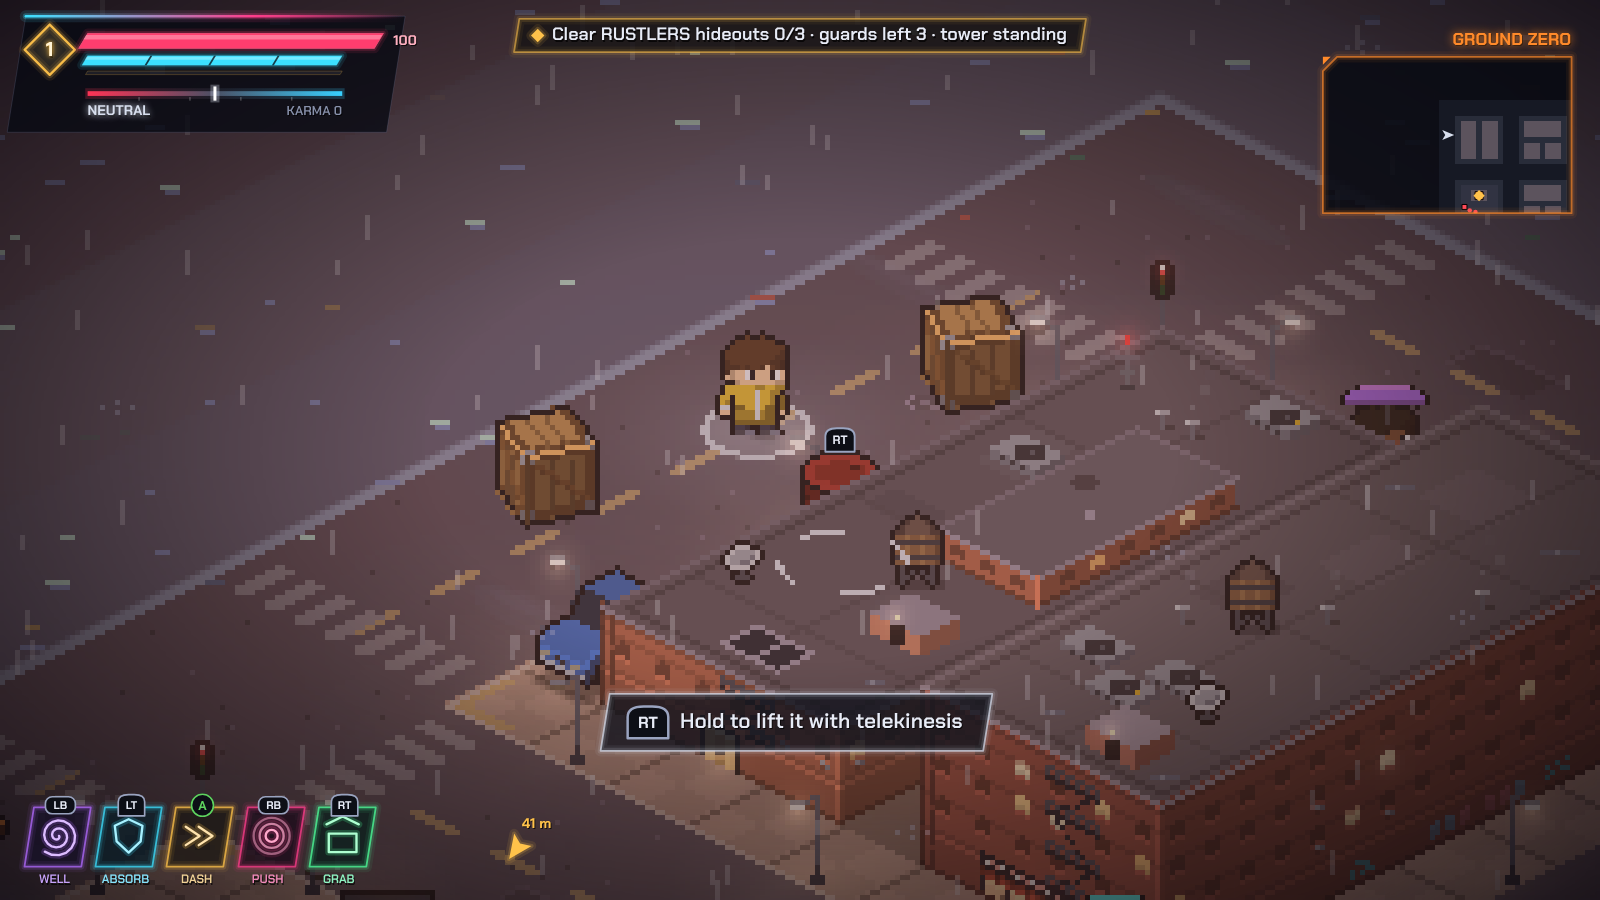 1
100
NEUTRAL
KARMA 0
Clear RUSTLERS hideouts 0/3 · guards left 3 · tower standing
GROUND ZERO
RT
RT Hold to lift it with telekinesis
41 m
LB LT A RB RT
WELL ABSORB DASH PUSH GRAB